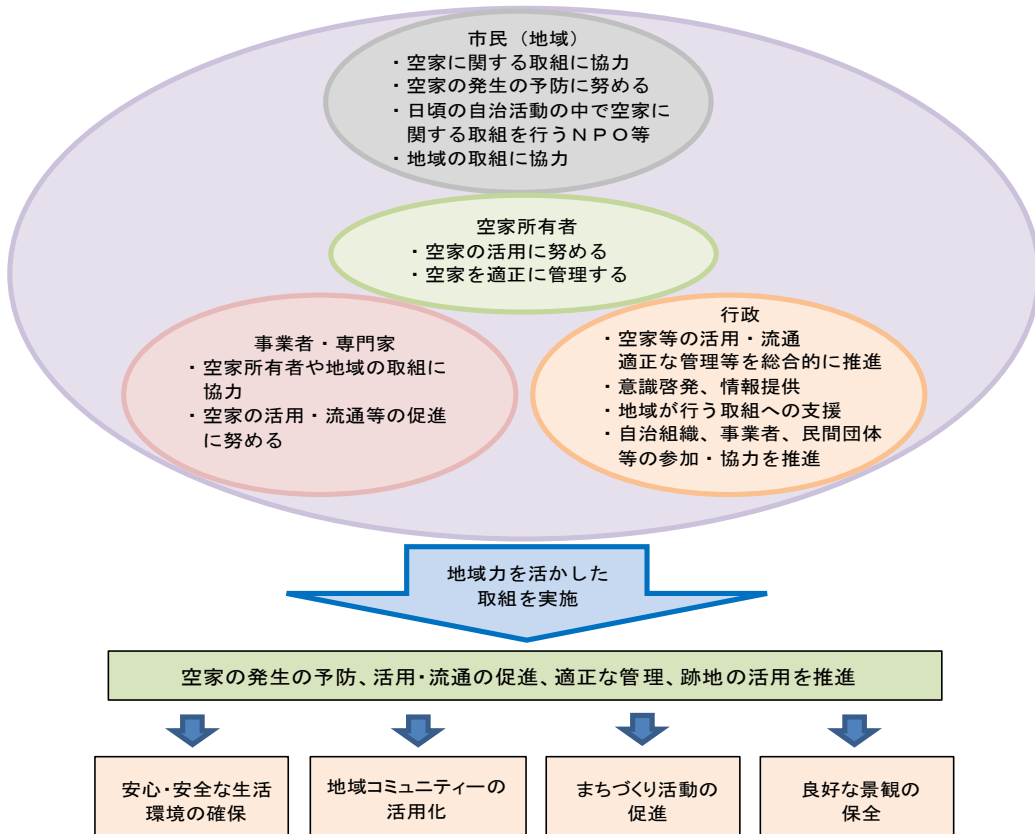 市民（地域）
・空家に関する取組に協力
・空家の発生の予防に努める
・日頃の自治活動の中で空家に
関する取組を行うＮＰＯ等
・地域の取組に協力
空家所有者
・空家の活用に努める
・空家を適正に管理する
事業者・専門家
・空家所有者や地域の取組に
協力
・空家の活用・流通等の促進
に努める
行政
・空家等の活用・流通
適正な管理等を総合的に推進
・意識啓発、情報提供
・地域が行う取組への支援
・自治組織、事業者、民間団体
等の参加・協力を推進
地域力を活かした
取組を実施
空家の発生の予防、活用・流通の促進、適正な管理、跡地の活用を推進
安心・安全な生活
環境の確保
地域コミュニティーの
活用化
まちづくり活動の
促進
良好な景観の
保全